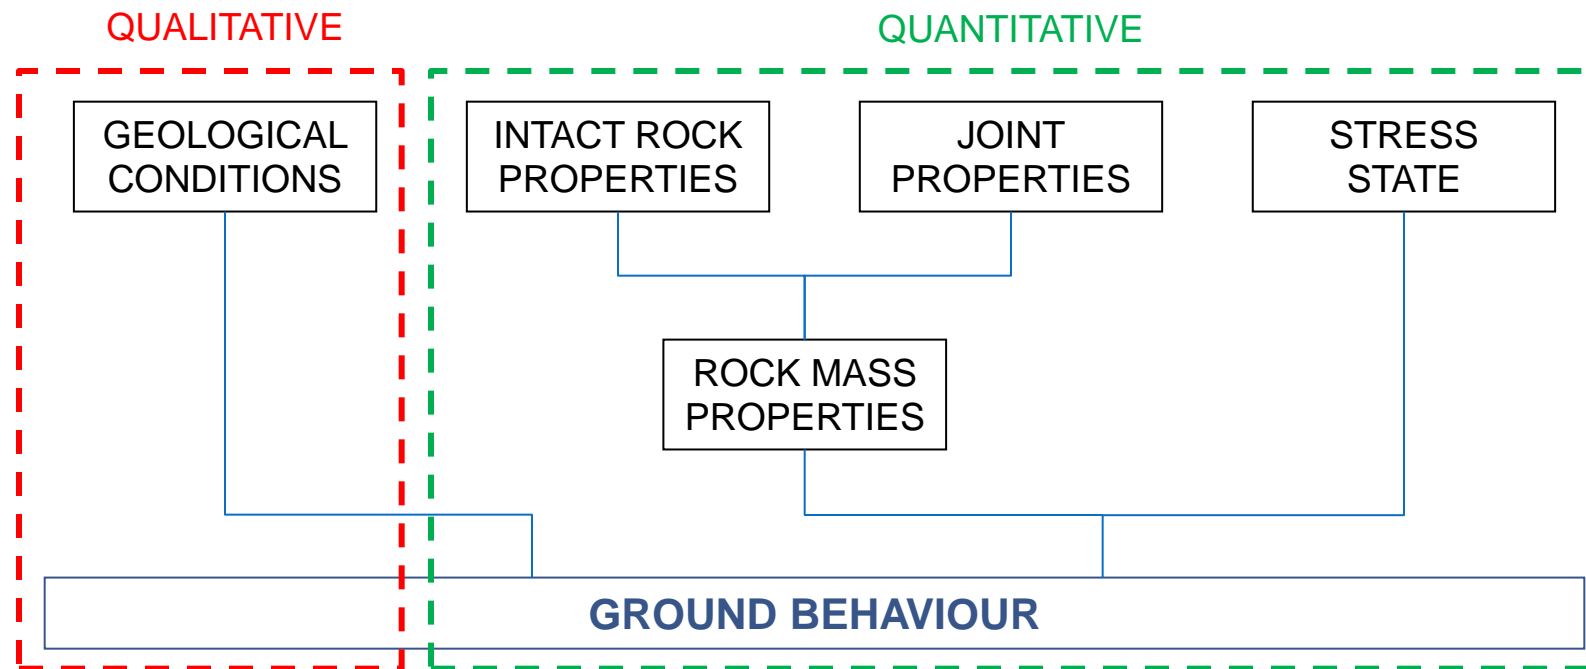 QUALITATIVE
QUANTITATIVE
GEOLOGICAL
CONDITIONS
INTACT ROCK
PROPERTIES
JOINT
PROPERTIES
STRESS
STATE
ROCK MASS
PROPERTIES
GROUND BEHAVIOUR